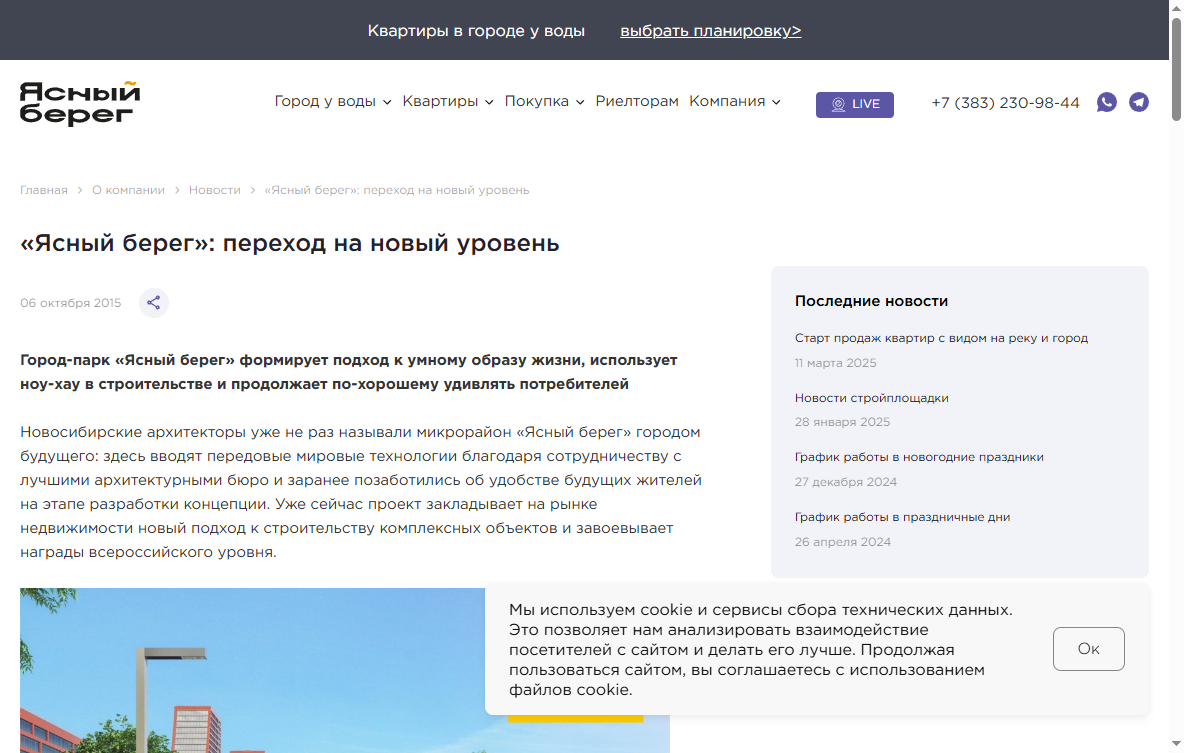 Квартиры в городе у воды выбрать планировку>
Ясный берег
Город у воды Квартиры Покупка Риелторам Компания LIVE +7 (383) 230-98-44
Главная > О компании > Новости > «Ясный берег»: переход на новый уровень
«Ясный берег»: переход на новый уровень
06 октября 2015
Город-парк «Ясный берег» формирует подход к умному образу жизни, использует
ноу-хау в строительстве и продолжает по-хорошему удивлять потребителей
Новосибирские архитекторы уже не раз называли микрорайон «Ясный берег» городом
будущего: здесь вводят передовые мировые технологии благодаря сотрудничеству с
лучшими архитектурными бюро и заранее позаботились об удобстве будущих жителей
на этапе разработки концепции. Уже сейчас проект закладывает на рынке
недвижимости новый подход к строительству комплексных объектов и завоевывает
награды всероссийского уровня.
Последние новости
Старт продаж квартир с видом на реку и город
11 марта 2025
Новости стройплощадки
28 января 2025
График работы в новогодние праздники
27 декабря 2024
График работы в праздничные дни
26 апреля 2024
Мы используем cookie и сервисы сбора технических данных.
Это позволяет нам анализировать взаимодействие
посетителей с сайтом и делать его лучше. Продолжая
пользоваться сайтом, вы соглашаетесь с использованием
файлов cookie.
Ок